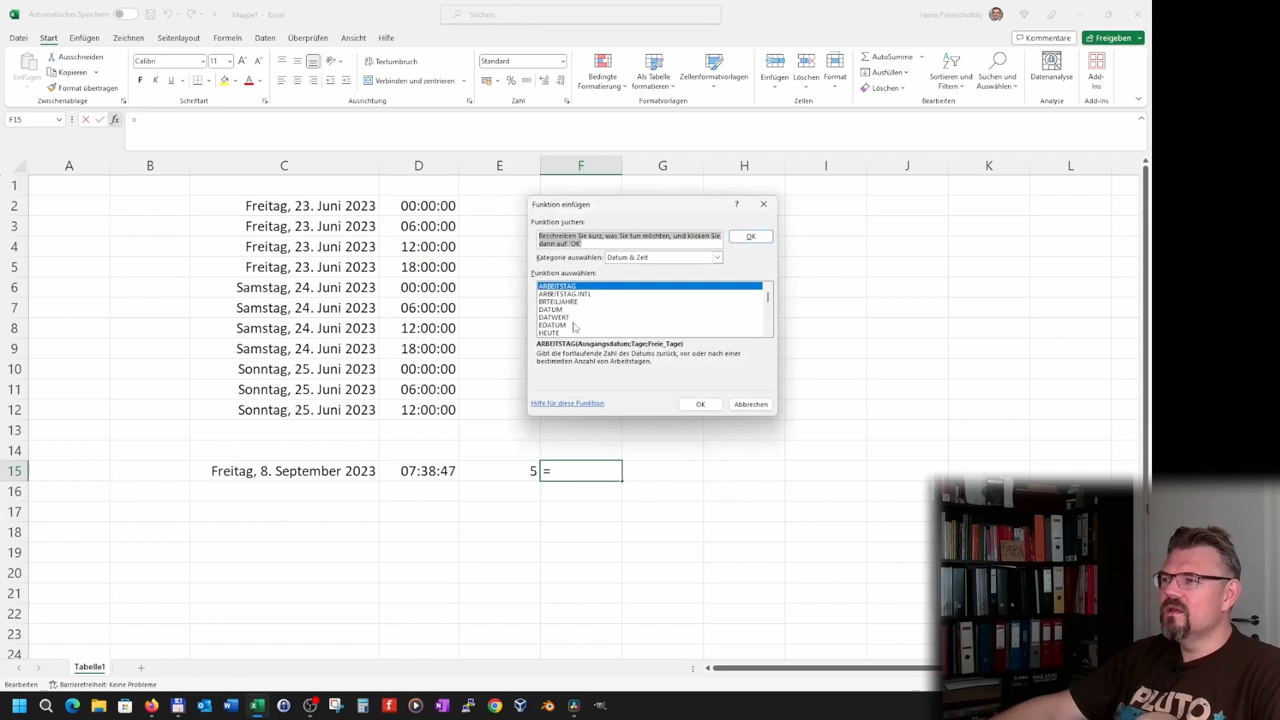 Automatisches Speichern
Mappe1 - Excel
Suchen
Heinz Peterschofsky
Datei Start Einfügen Zeichnen Seitenlayout Formeln Daten Überprüfen Ansicht Hilfe
Kommentare
Freigeben
Einfügen
Ausschneiden
Kopieren
Format übertragen
Zwischenablage
Calibri
11
F K U
Schriftart
Textumbruch
Verbinden und zentrieren
Ausrichtung
Standard
Zahl
Bedingte
Formatierung
Als Tabelle
formatieren
Zellenformatvorlagen
Formatvorlagen
Einfügen
Löschen
Format
Zellen
AutoSumme
Ausfüllen
Löschen
Sortieren und
Filtern
Suchen und
Auswählen
Bearbeiten
Datenanalyse
Analyse
Add-
Ins
Add-Ins
F15
fx
=
A B C D E F G H I J K L
1
2 Freitag, 23. Juni 2023 00:00:00
3 Freitag, 23. Juni 2023 06:00:00
4 Freitag, 23. Juni 2023 12:00:00
5 Freitag, 23. Juni 2023 18:00:00
6 Samstag, 24. Juni 2023 00:00:00
7 Samstag, 24. Juni 2023 07:00:00
8 Samstag, 24. Juni 2023 12:00:00
9 Samstag, 24. Juni 2023 18:00:00
10 Sonntag, 25. Juni 2023 00:00:00
11 Sonntag, 25. Juni 2023 06:00:00
12 Sonntag, 25. Juni 2023 12:00:00
13
14
15 Freitag, 8. September 2023 07:38:47 5 =
16
17
18
19
20
21
22
23
24
Funktion einfügen
? 
Funktion suchen:
Beschreiben Sie kurz, was Sie tun möchten, und klicken Sie
dann auf 'OK'
OK
Kategorie auswählen: Datum & Zeit
Funktion auswählen:
ARBEITSTAG
ARBEITSTAG.INTL
BRTEILJAHRE
DATUM
DATWERT
EDATUM
HEUTE
ARBEITSTAG(Ausgangsdatum;Tage;Freie_Tage)
Gibt die fortlaufende Zahl des Datums zurück, vor oder nach einer
bestimmten Anzahl von Arbeitstagen.
Hilfe für diese Funktion
OK
Abbrechen
Tabelle1
Bearbeiten
Barrierefreiheit: Keine Probleme
PLUTO